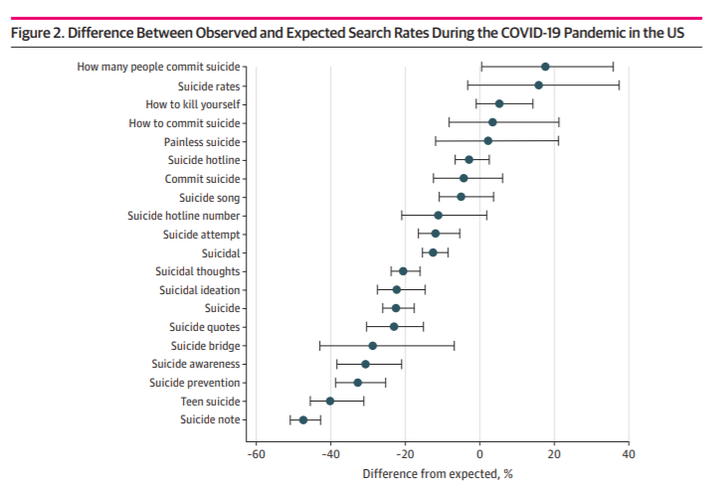 Figure 2. Difference Between Observed and Expected Search Rates During the COVID-19 Pandemic in the US
How many people commit suicide
Suicide rates
How to kill yourself
How to commit suicide
Painless suicide
Suicide hotline
Commit suicide
Suicide song
Suicide hotline number
Suicide attempt
Suicidal
Suicidal thoughts
Suicidal ideation
Suicide
Suicide quotes
Suicide bridge
Suicide awareness
Suicide prevention
Teen suicide
Suicide note
-60 -40 -20 0 20 40
Difference from expected, %